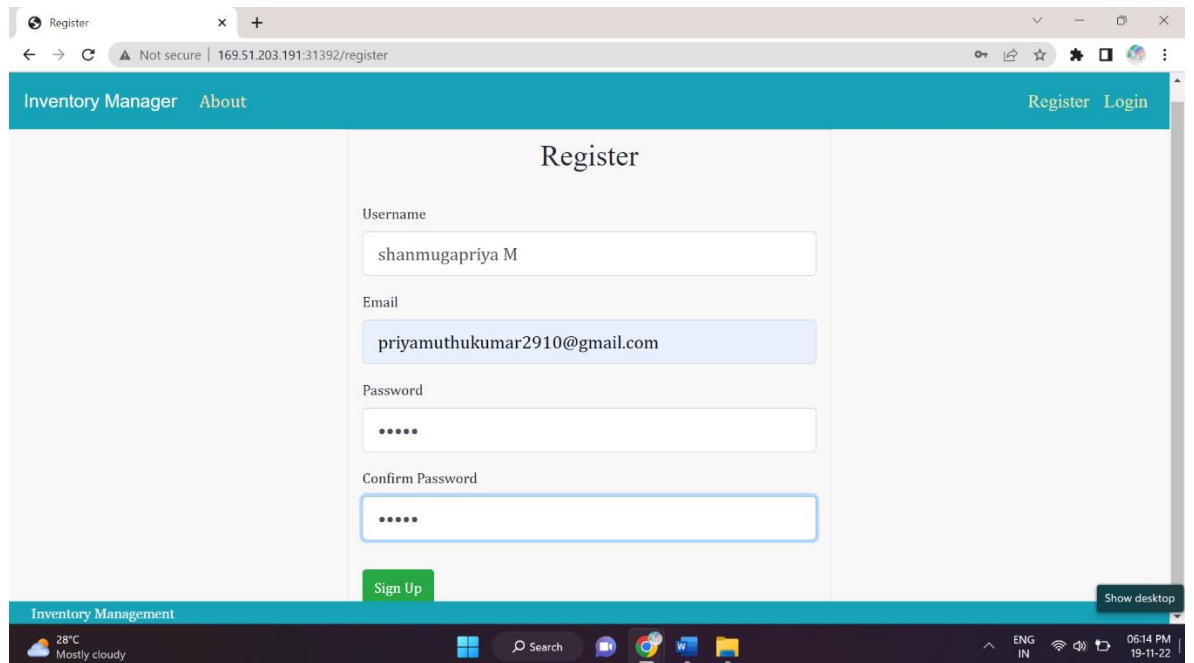 Register
Not secure | 169.51.203.191:31392/register
Inventory Manager About Register Login
Register
Username
shanmugapriya M
Email
priyamuthukumar2910@gmail.com
Password
•••••
Confirm Password
•••••
Sign Up
Show desktop
Inventory Management
28°C
Mostly cloudy
Search
ENG
IN
06:14 PM
19-11-22